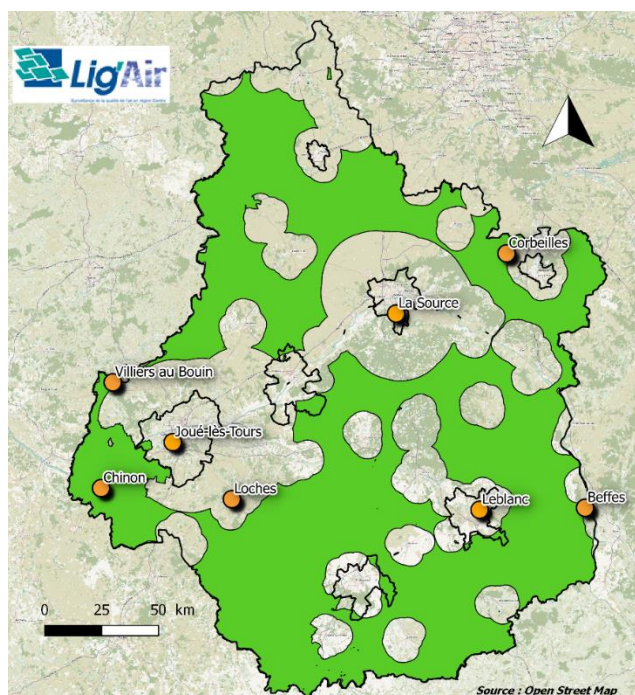 Lig'Air
Surveillance de la qualité de l'air en région Centre
Corbeilles
La Source
Villiers au Bouin
Joué-lès-Tours
Chinon
Loches
Leblanc
Beffes
0 25 50 km
Source : Open Street Map